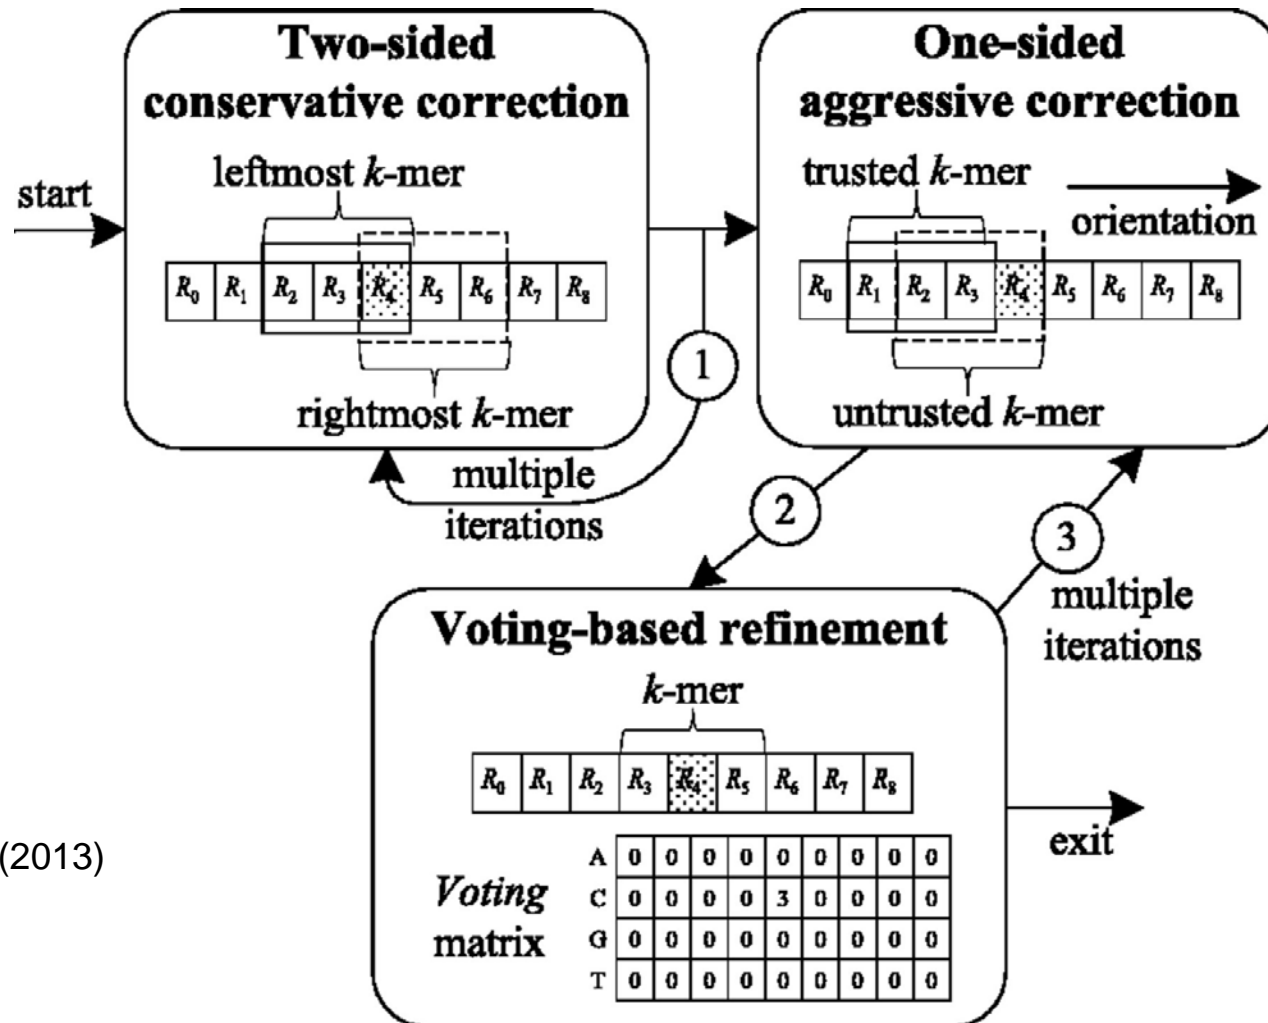 Two-sided
conservative correction
leftmost k-mer
start
R0 R1 R2 R3 R4 R5 R6 R7 R8
rightmost k-mer
1
multiple
iterations
One-sided
aggressive correction
trusted k-mer
orientation
R0 R1 R2 R3 R4 R5 R6 R7 R8
untrusted k-mer
2
3
multiple
iterations
Voting-based refinement
k-mer
R0 R1 R2 R3 R4 R5 R6 R7 R8
exit
(2013)
Voting
matrix
A 0 0 0 0 0 0 0 0 0
C 0 0 0 0 3 0 0 0 0
G 0 0 0 0 0 0 0 0 0
T 0 0 0 0 0 0 0 0 0